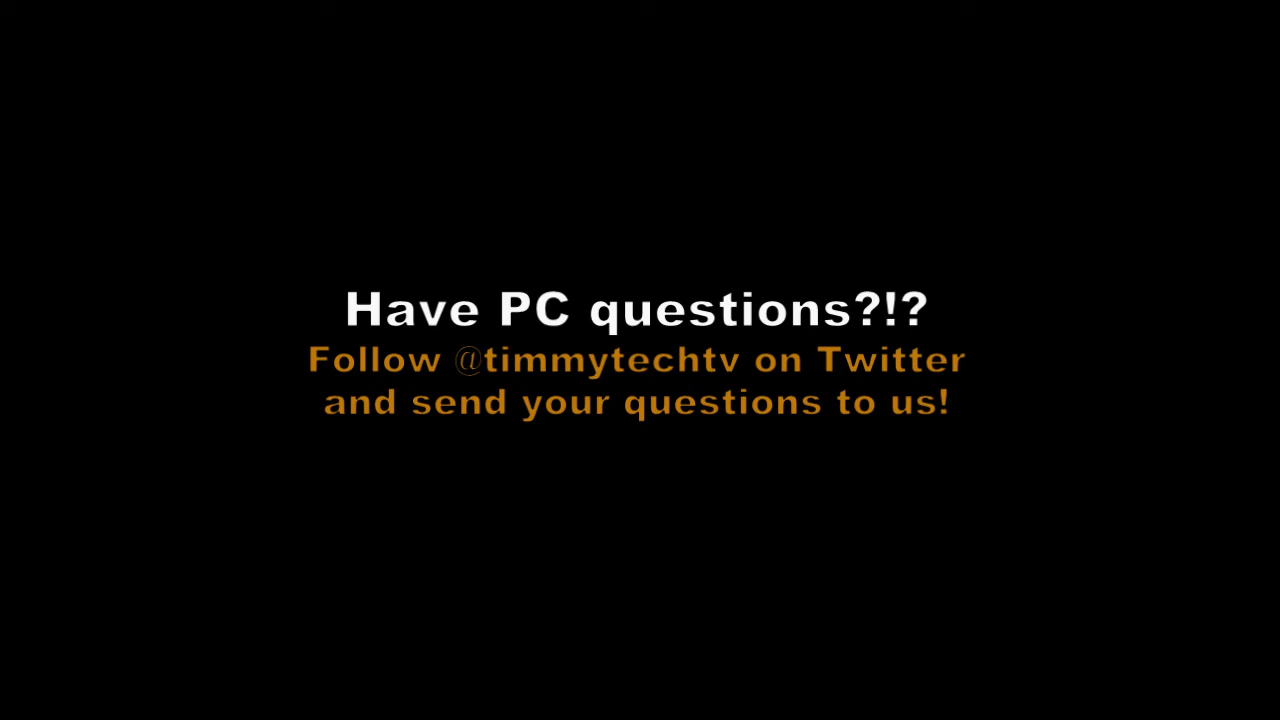 Have PC questions?!?
Follow @timmytechtv on Twitter
and send your questions to us!